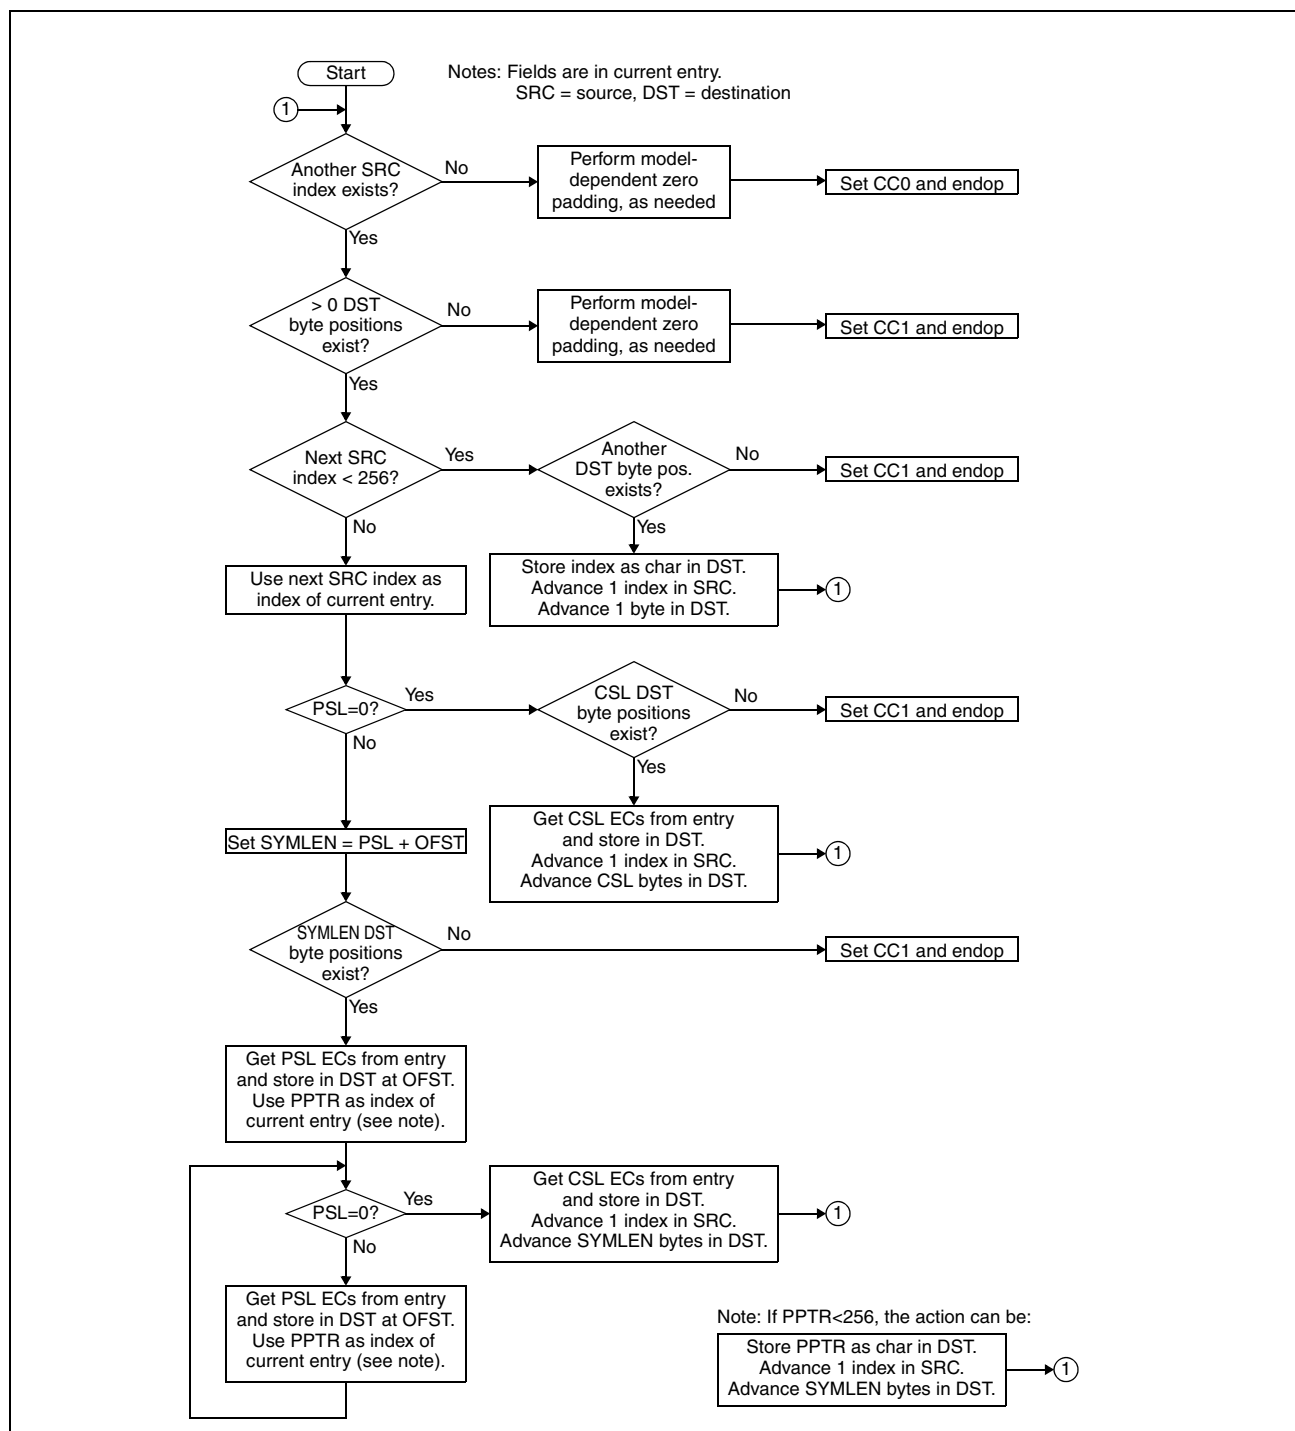 Start
Notes: Fields are in current entry.
SRC = source, DST = destination
1
Another SRC
index exists?
No
Perform model-
dependent zero
padding, as needed
Set CC0 and endop
Yes
> 0 DST
byte positions
exist?
No
Perform model-
dependent zero
padding, as needed
Set CC1 and endop
Yes
Next SRC
index < 256?
Yes
Another
DST byte pos.
exists?
No
Set CC1 and endop
No
Yes
Use next SRC index as
index of current entry.
Store index as char in DST.
Advance 1 index in SRC.
Advance 1 byte in DST.
1
PSL=0?
Yes
CSL DST
byte positions
exist?
No
Set CC1 and endop
No
Yes
Set SYMLEN = PSL + OFST
Get CSL ECs from entry
and store in DST.
Advance 1 index in SRC.
Advance CSL bytes in DST.
1
SYMLEN DST
byte positions
exist?
No
Set CC1 and endop
Yes
Get PSL ECs from entry
and store in DST at OFST.
Use PPTR as index of
current entry (see note).
PSL=0?
Yes
Get CSL ECs from entry
and store in DST.
Advance 1 index in SRC.
Advance SYMLEN bytes in DST.
1
No
Get PSL ECs from entry
and store in DST at OFST.
Use PPTR as index of
current entry (see note).
Note: If PPTR<256, the action can be:
Store PPTR as char in DST.
Advance 1 index in SRC.
Advance SYMLEN bytes in DST.
1